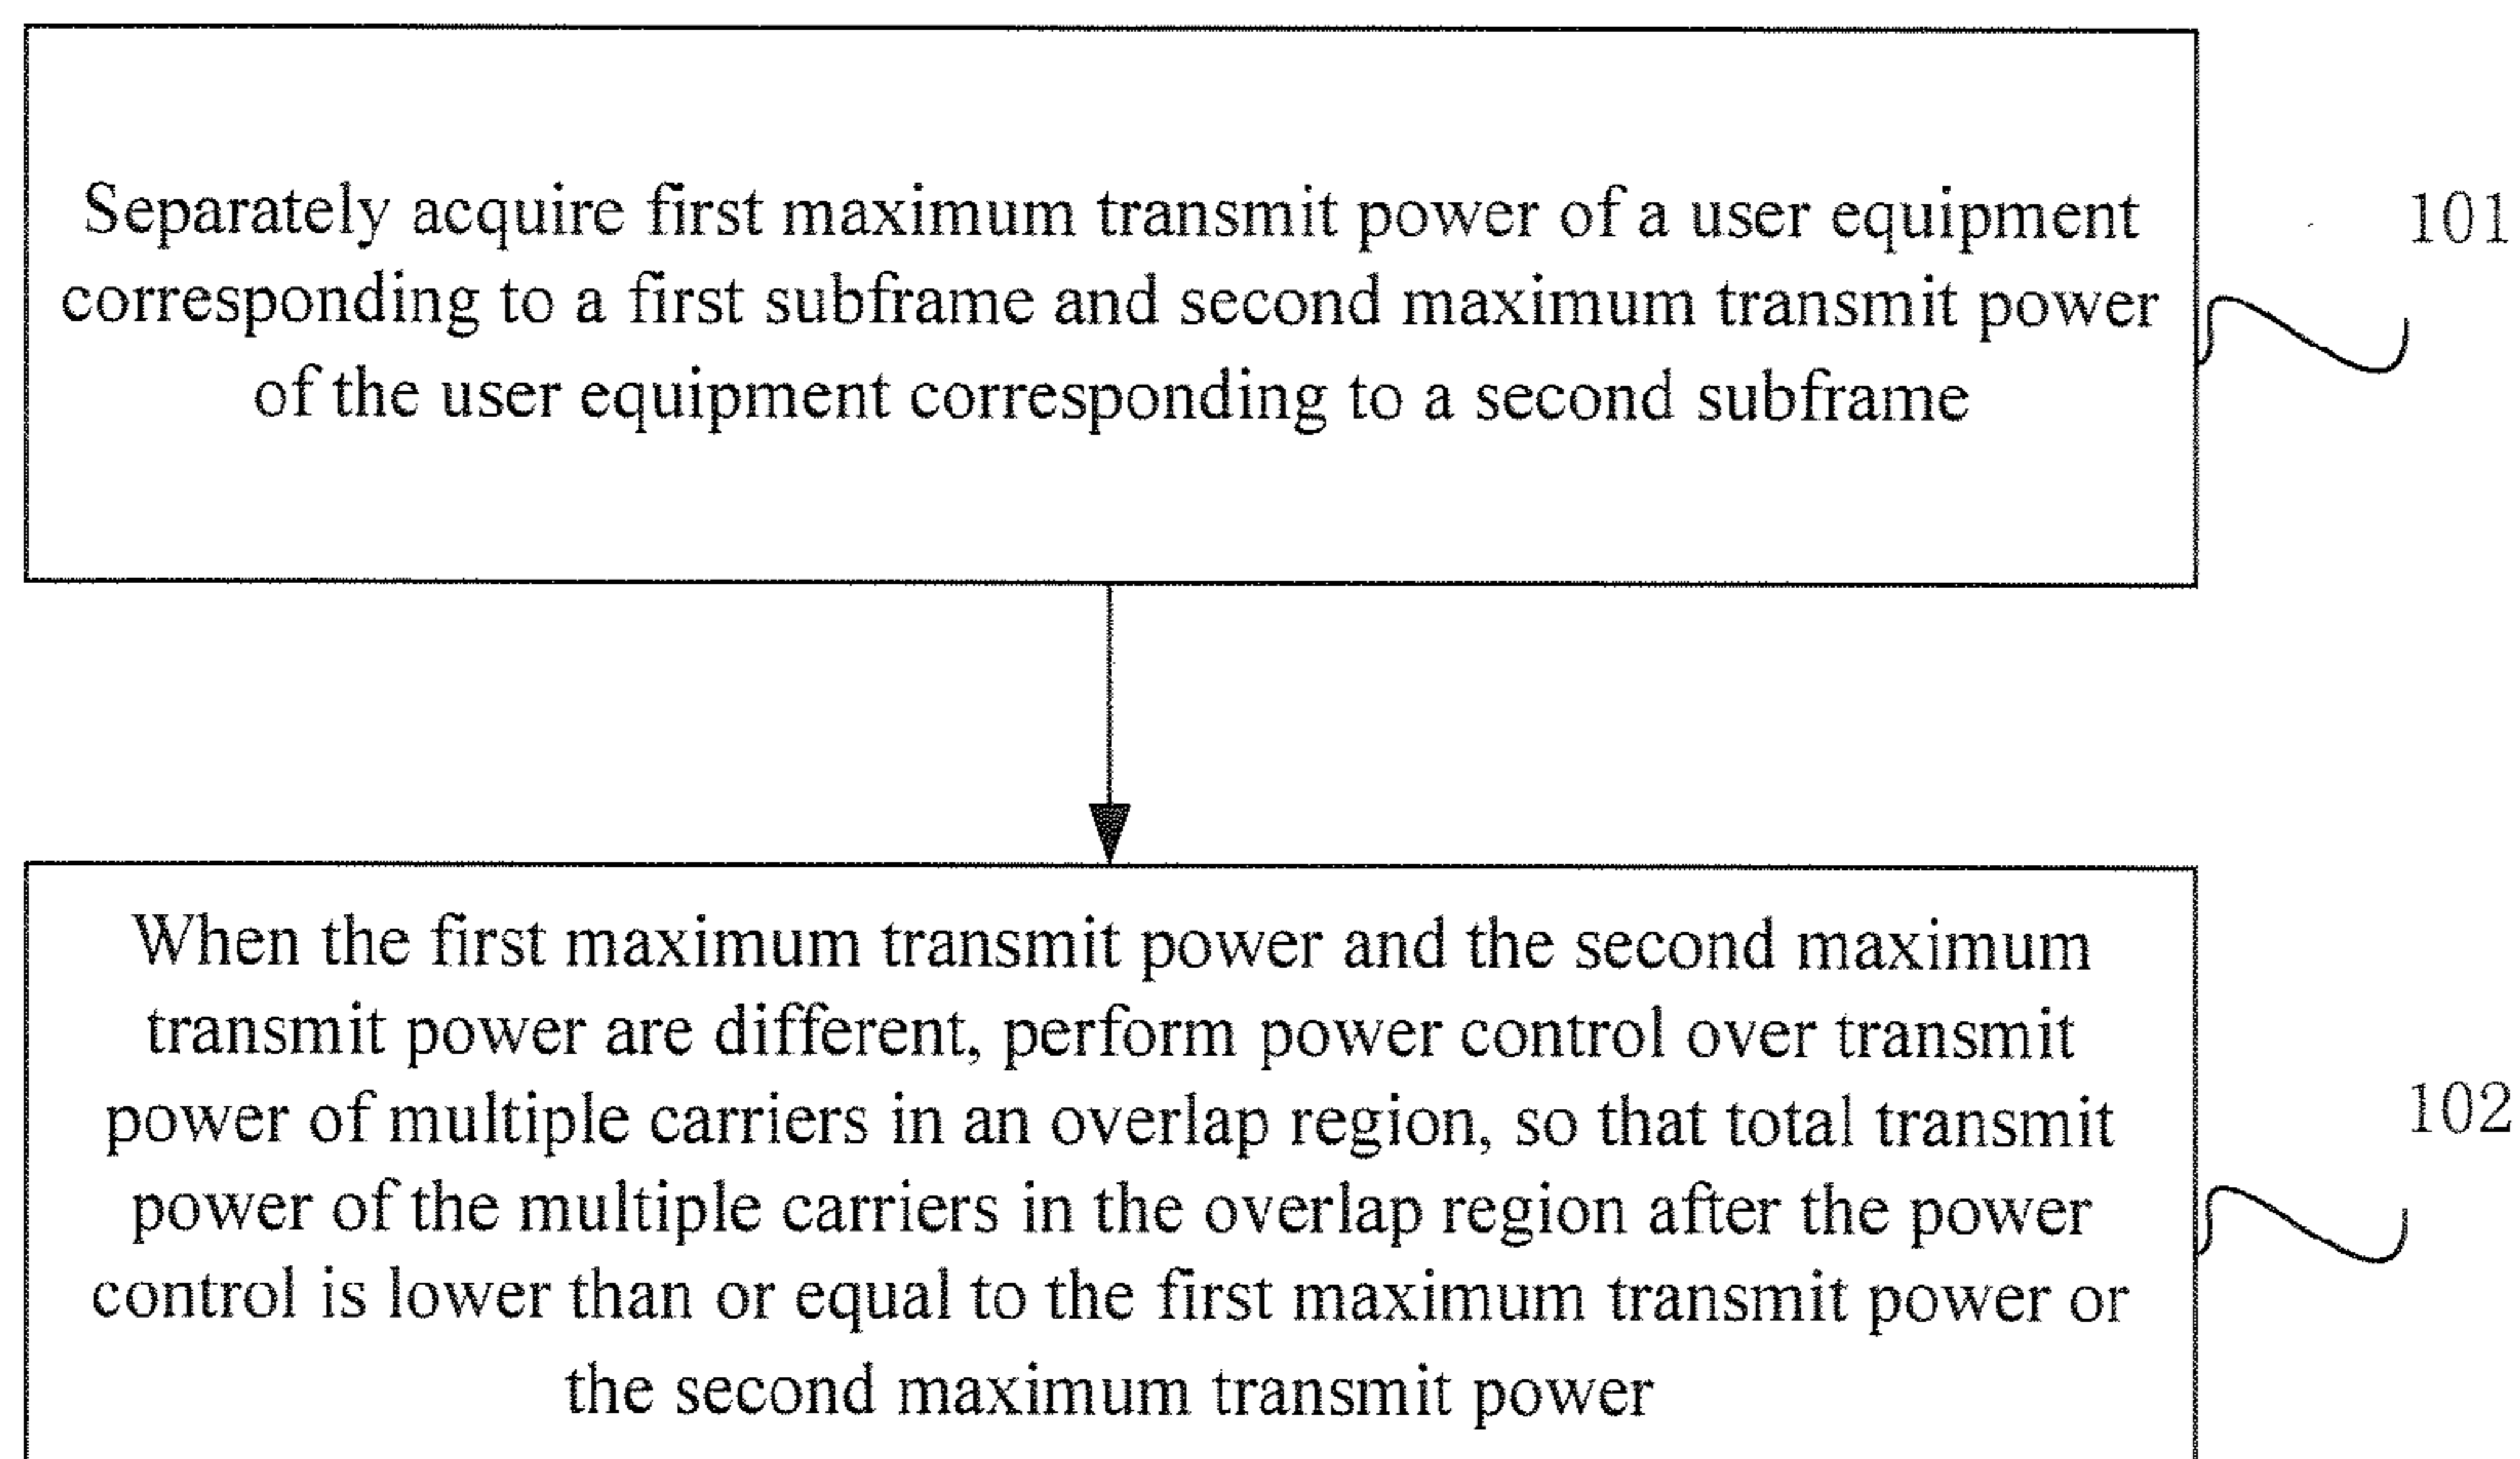 Separately acquire first maximum transmit power of a user equipment
corresponding to a first subframe and second maximum transmit power
of the user equipment corresponding to a second subframe
101
When the first maximum transmit power and the second maximum
transmit power are different, perform power control over transmit
power of multiple carriers in an overlap region, so that total transmit
power of the multiple carriers in the overlap region after the power
control is lower than or equal to the first maximum transmit power or
the second maximum transmit power
102